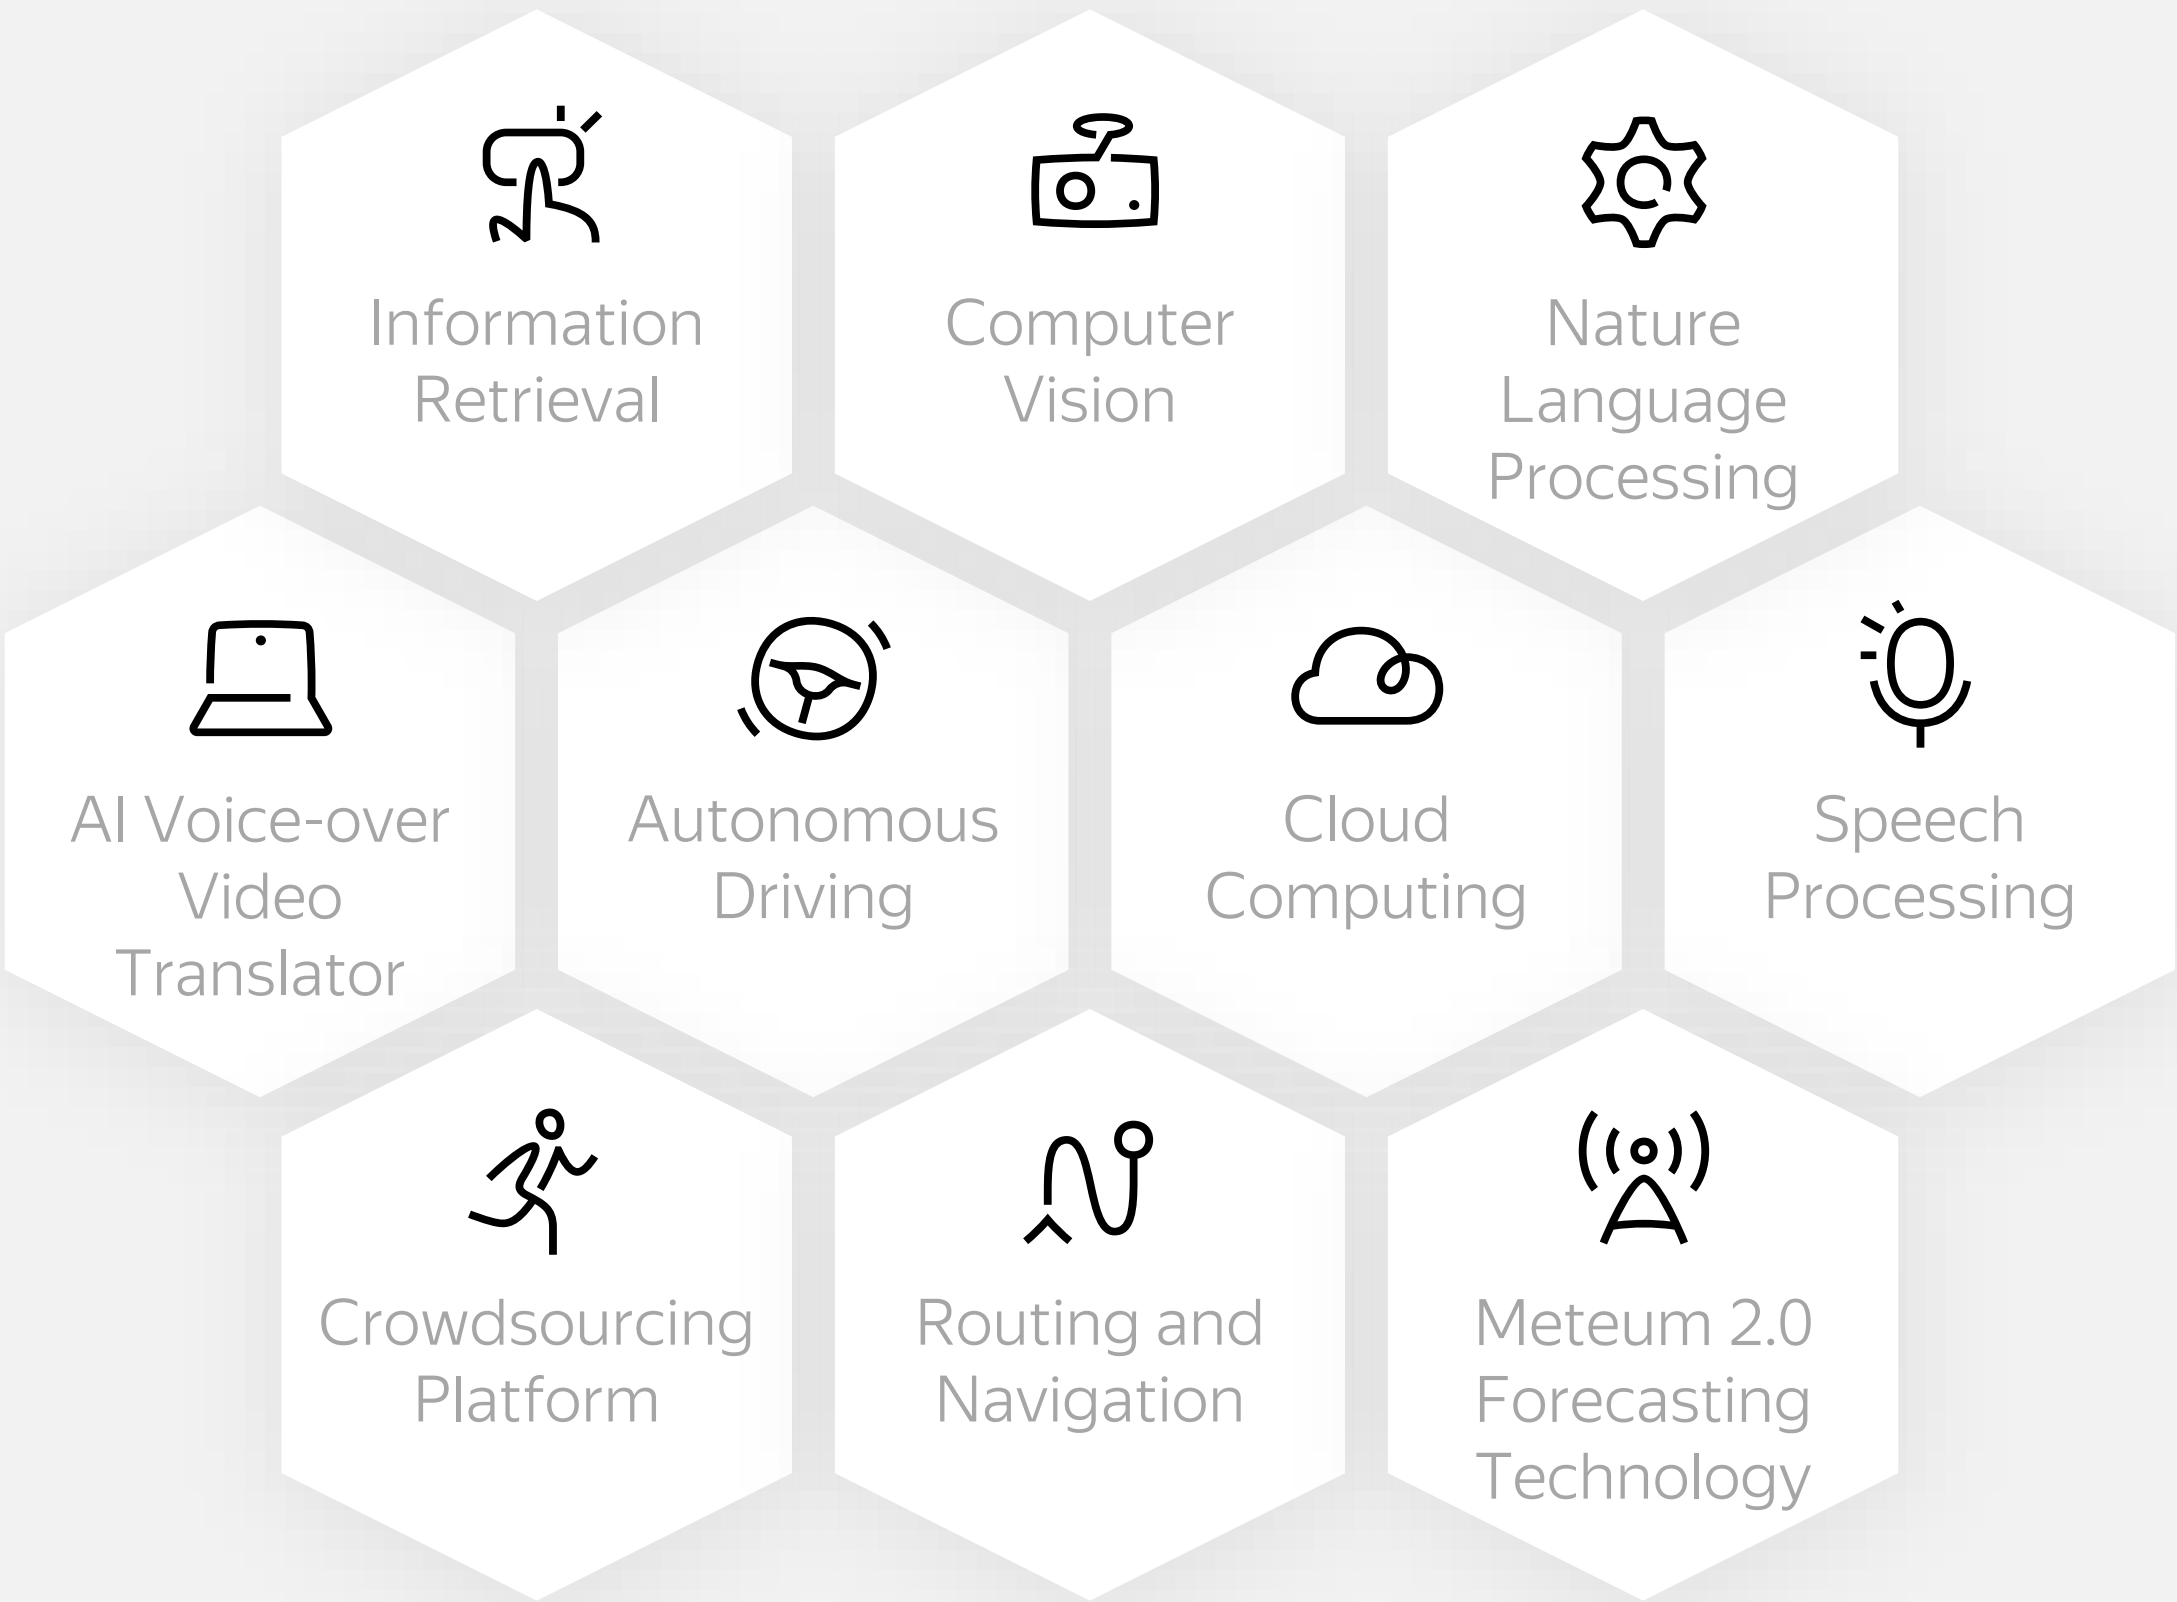 Information
Retrieval
Computer
Vision
Nature
Language
Processing
AI Voice-over
Video
Translator
Autonomous
Driving
Cloud
Computing
Speech
Processing
Crowdsourcing
Platform
Routing and
Navigation
Meteum 2.0
Forecasting
Technology